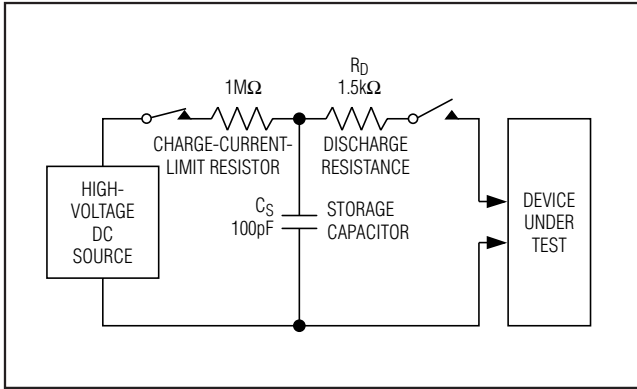 R_D
1MΩ
1.5kΩ
CHARGE-CURRENT-
LIMIT RESISTOR
DISCHARGE
RESISTANCE
HIGH-
VOLTAGE
DC
SOURCE
C_S
100pF
STORAGE
CAPACITOR
DEVICE
UNDER
TEST